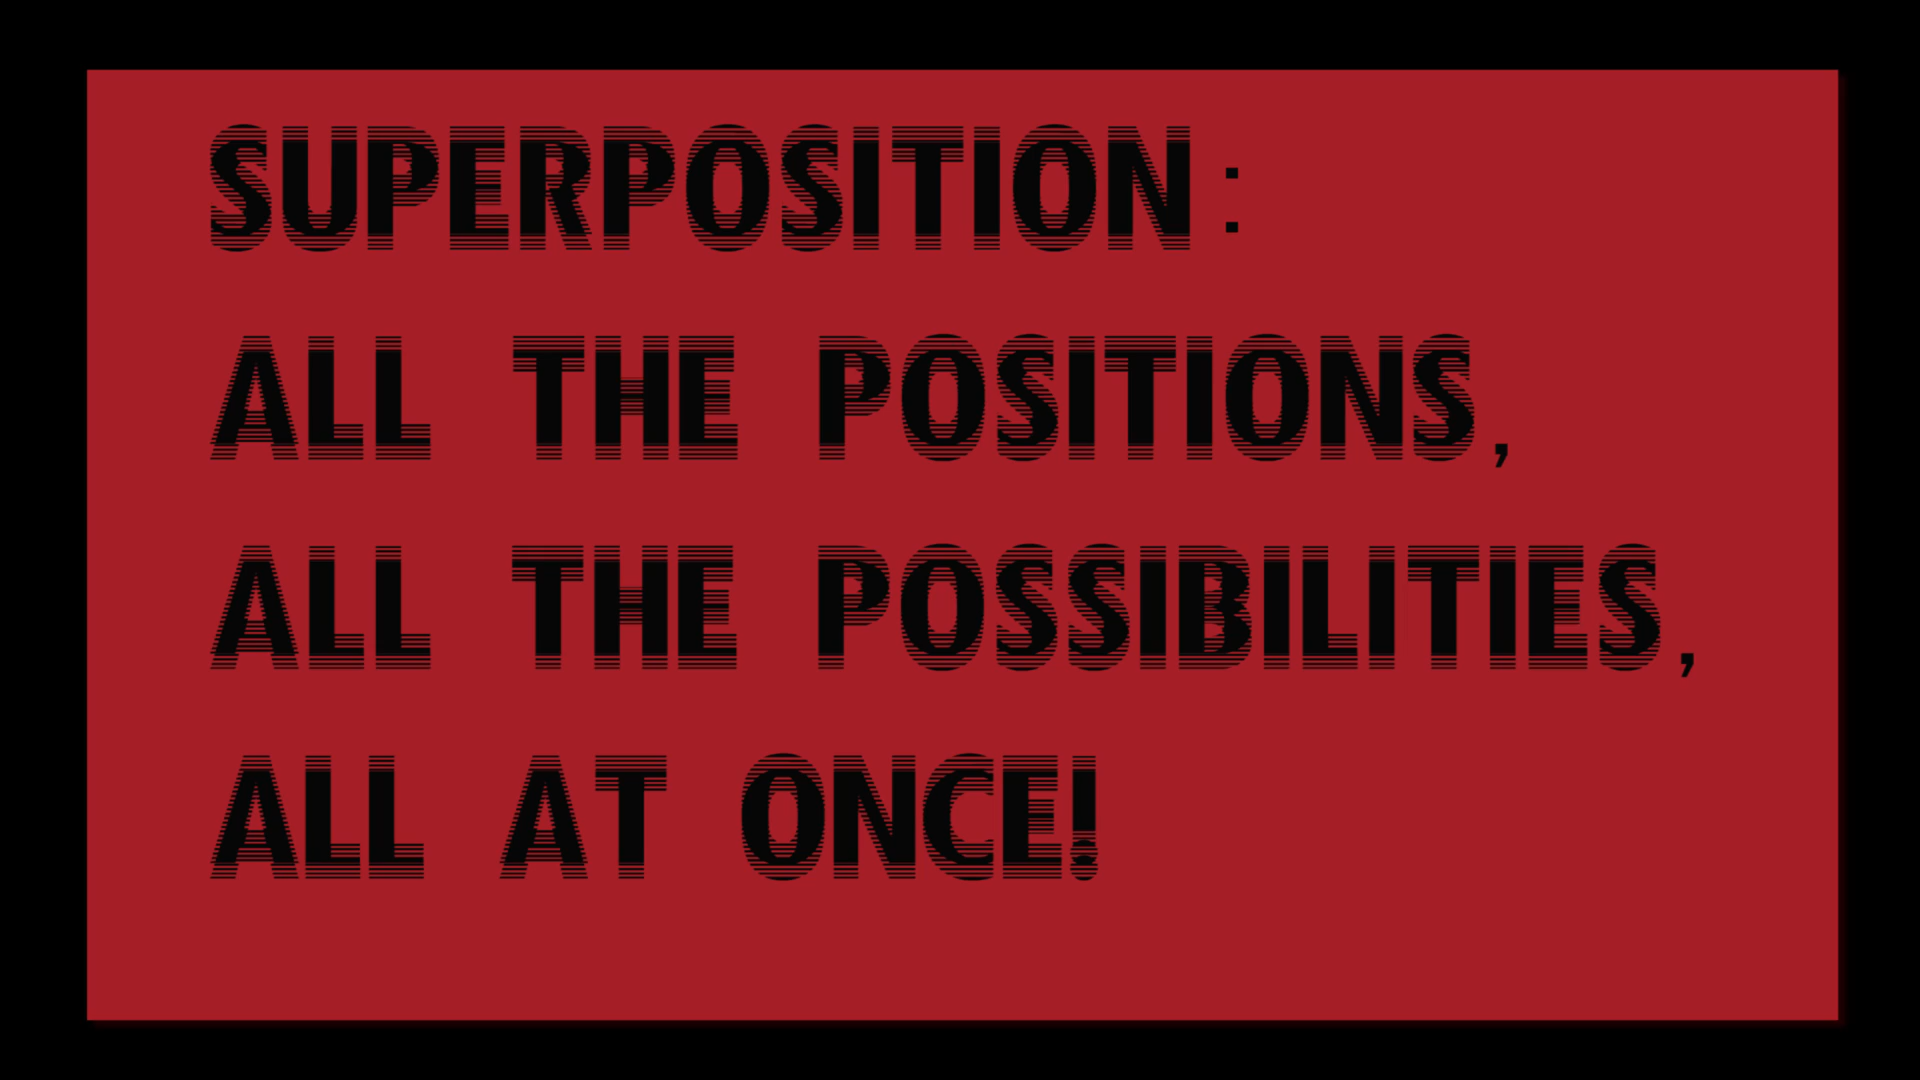 SUPERPOSITION:
ALL THE POSITIONS,
ALL THE POSSIBILITIES,
ALL AT ONCE!